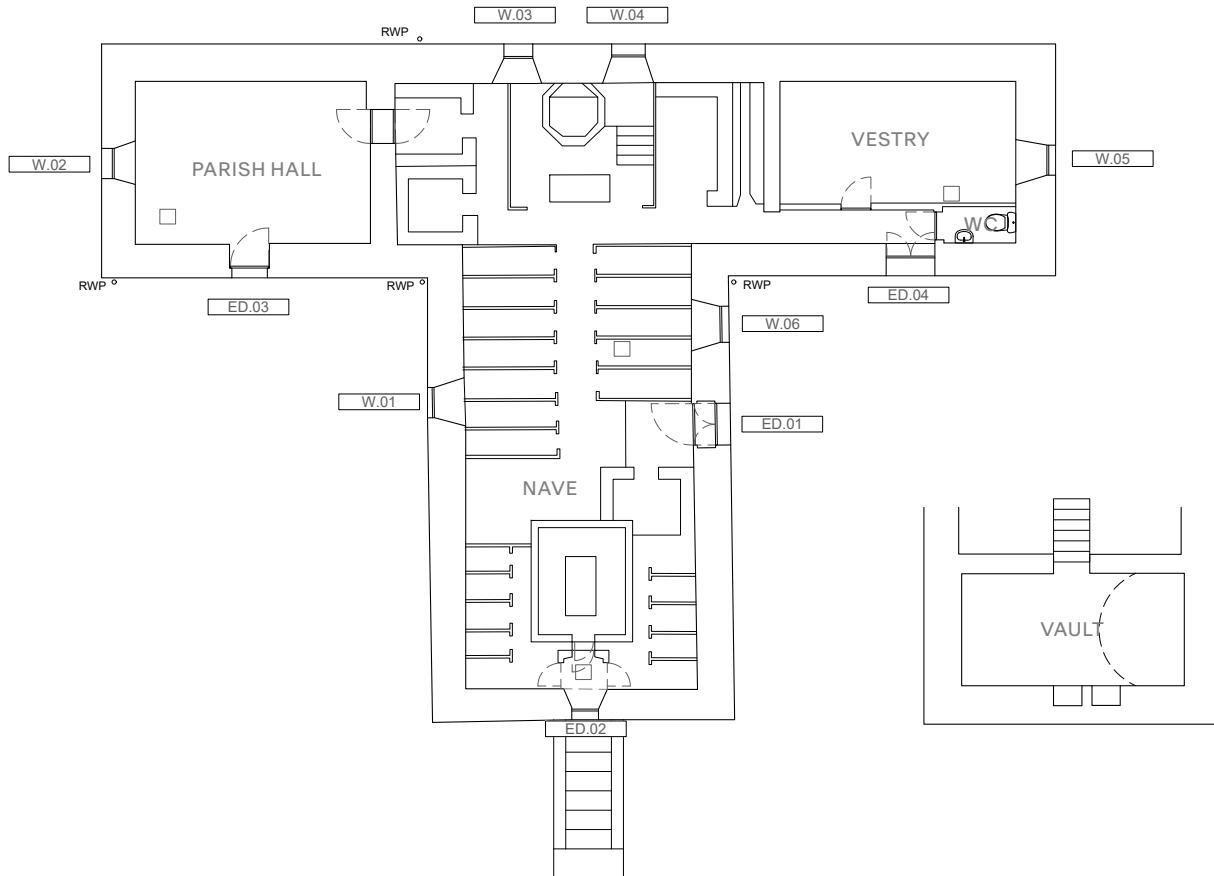 W.03
W.04
RWP
VESTRY
W.02
W.05
PARISH HALL
WC
RWP
RWP
RWP
ED.03
ED.04
W.06
W.01
ED.01
NAVE
VAULT
ED.02